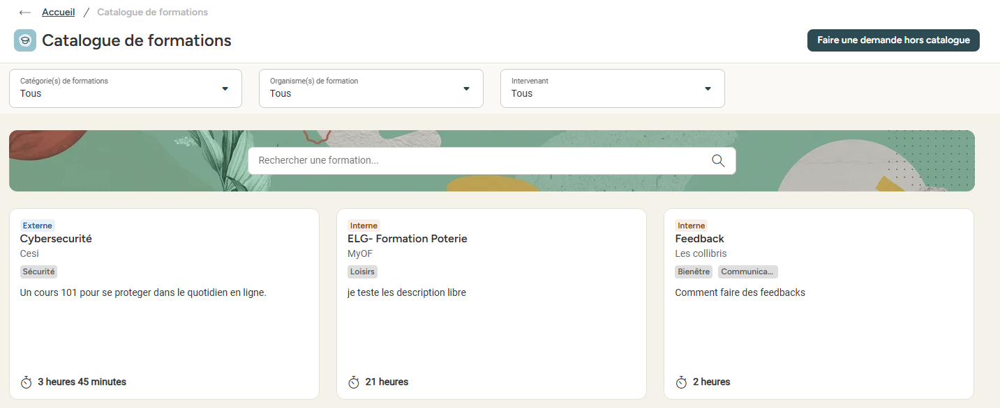 ← Accueil / Catalogue de formations
Catalogue de formations
Faire une demande hors catalogue
Catégorie(s) de formations
Tous
Organisme(s) de formation
Tous
Intervenant
Tous
Rechercher une formation...
Externe
Cybersecurité
Cesi
Sécurité
Un cours 101 pour se proteger dans le quotidien en ligne.
3 heures 45 minutes
Interne
ELG- Formation Poterie
MyOF
Loisirs
je teste les description libre
21 heures
Interne
Feedback
Les collibris
Bienêtre Communica...
Comment faire des feedbacks
2 heures